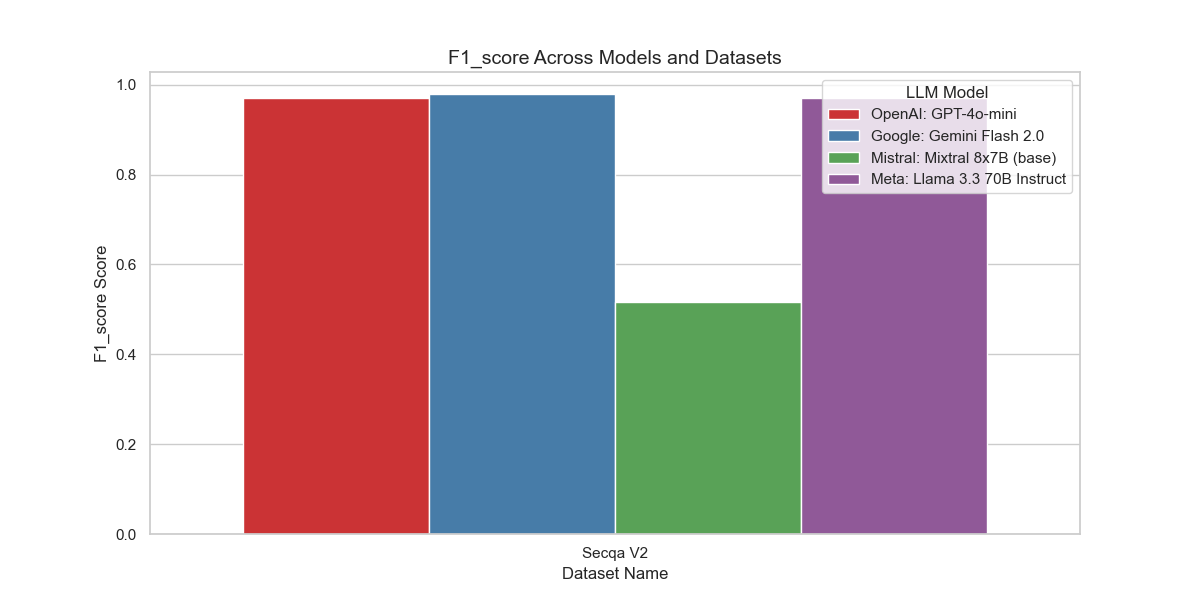 F1_score Across Models and Datasets
LLM Model
OpenAI: GPT-4o-mini
Google: Gemini Flash 2.0
Mistral: Mixtral 8x7B (base)
Meta: Llama 3.3 70B Instruct
F1_score Score
1.0
0.8
0.6
0.4
0.2
0.0
Secqa V2
Dataset Name